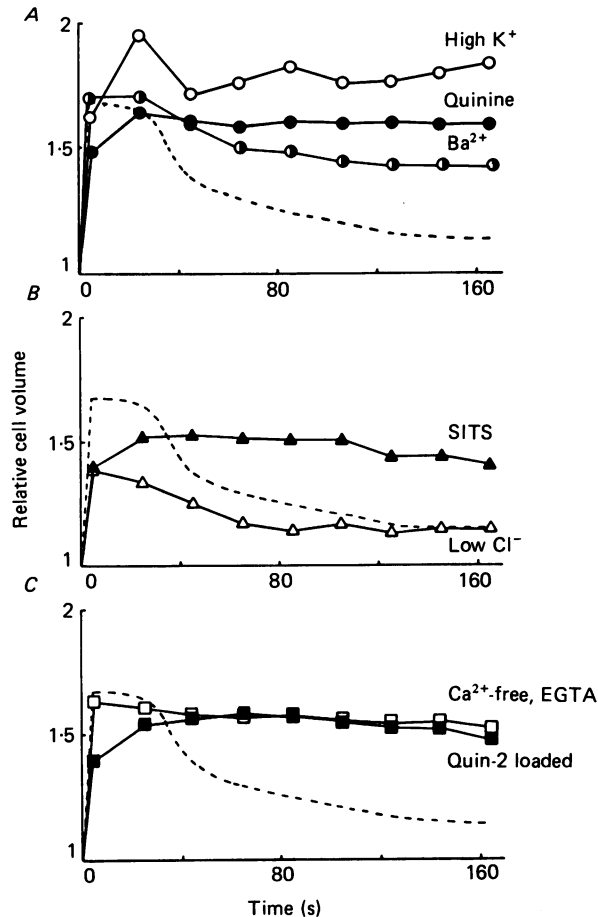 A
2
High K⁺
Quinine
1·5
Ba²⁺
1
0
80
160
B
2
Relative cell volume
1·5
SITS
1
Low Cl⁻
0
80
160
C
2
Ca²⁺-free, EGTA
1·5
Quin-2 loaded
1
0
80
160
Time (s)